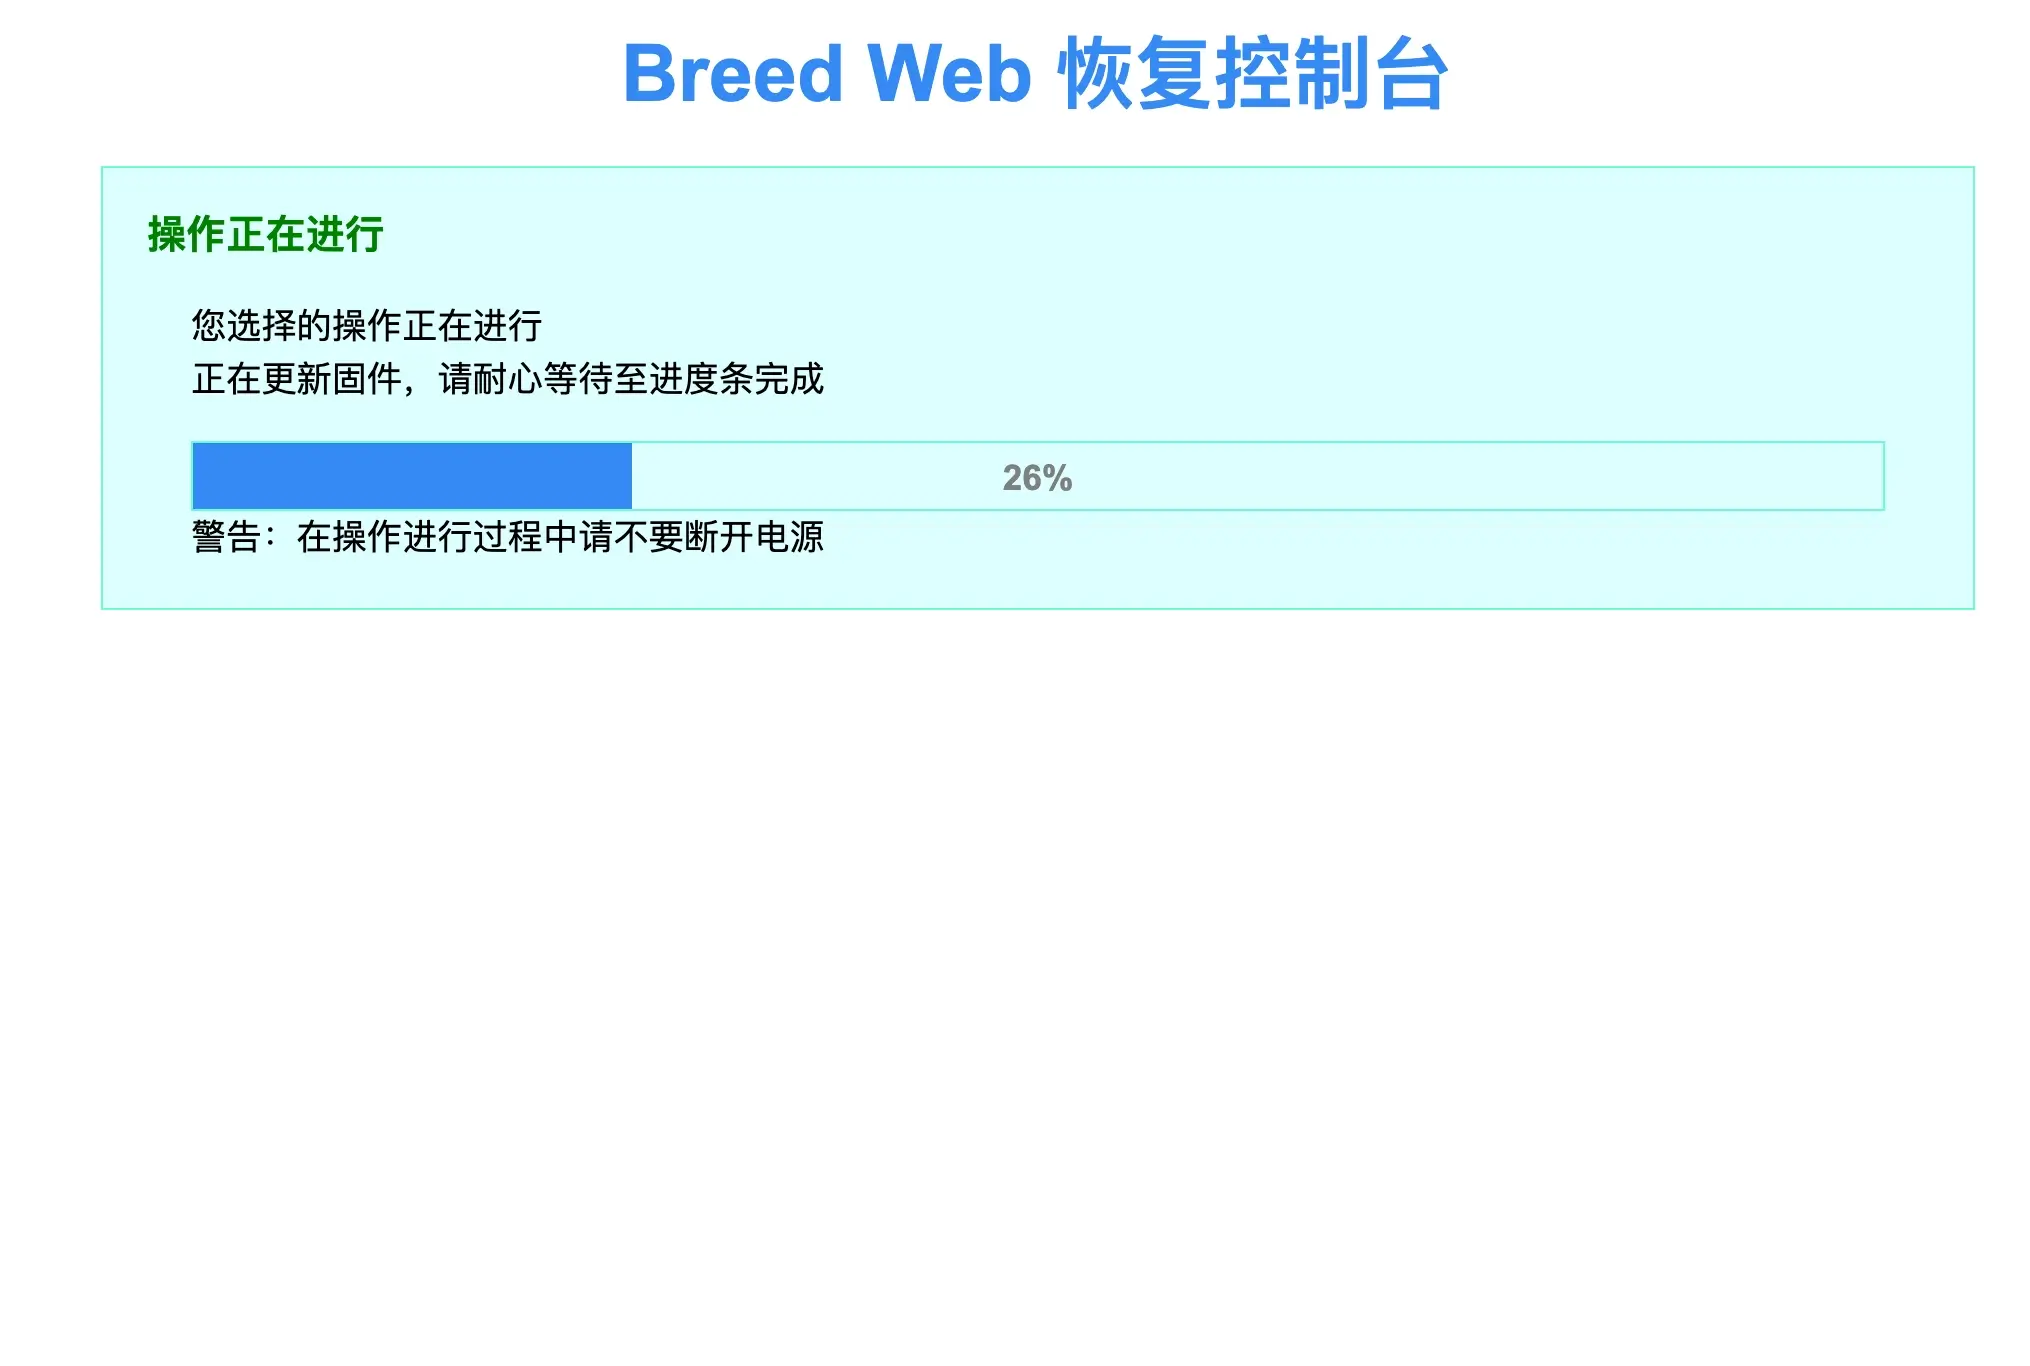 Breed Web 恢复控制台
操作正在进行
您选择的操作正在进行
正在更新固件，请耐心等待至进度条完成
26%
警告：在操作进行过程中请不要断开电源